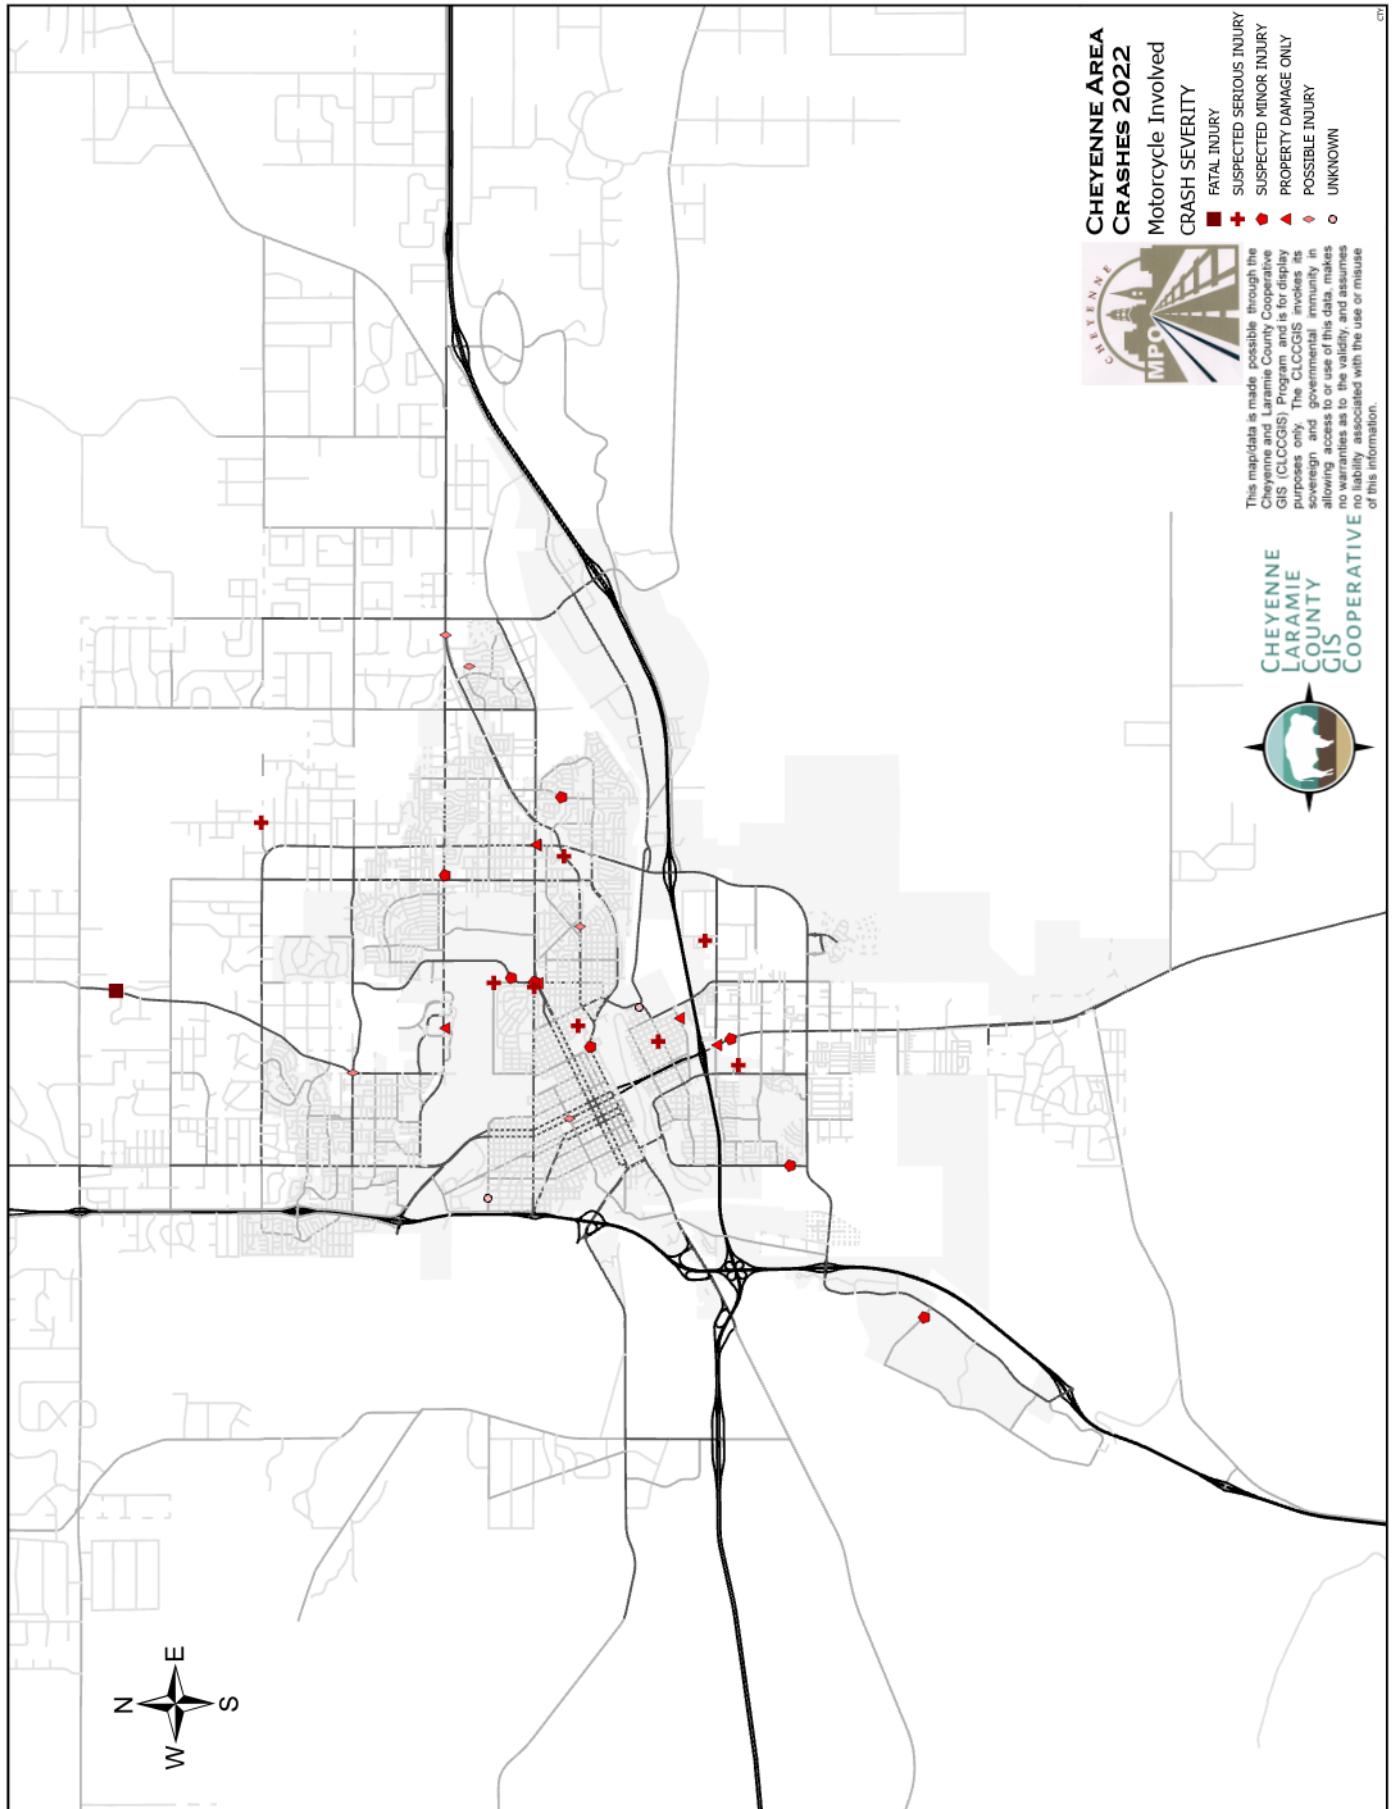 CHEYENNE AREA
CRASHES 2022
Motorcycle Involved
CRASH SEVERITY
FATAL INJURY
SUSPECTED SERIOUS INJURY
SUSPECTED MINOR INJURY
PROPERTY DAMAGE ONLY
POSSIBLE INJURY
UNKNOWN
CHEYENNE
MPO
This map/data is made possible through the
Cheyenne and Laramie County Cooperative
GIS (CLCCGIS) Program and is for display
purposes only. The CLCCGIS invokes its
sovereign and governmental immunity in
allowing access to or use of this data, makes
no warranties as to the validity, and assumes
no liability associated with the use or misuse
of this information.
CHEYENNE
LARAMIE
COUNTY
GIS
COOPERATIVE
N
W E
S
CTY